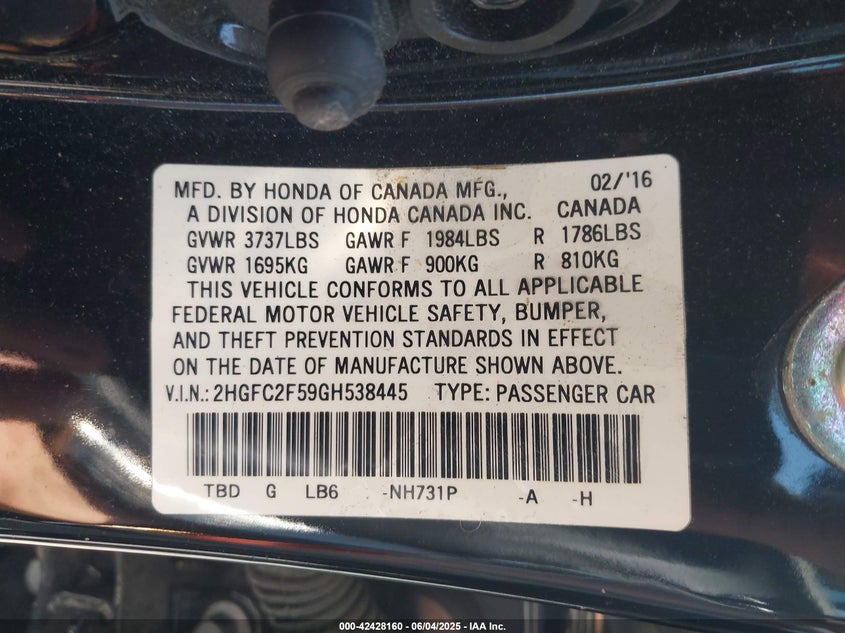 MFD. BY HONDA OF CANADA MFG., 02/'16
A DIVISION OF HONDA CANADA INC. CANADA
GVWR 3737LBS GAWR F 1984LBS R 1786LBS
GVWR 1695KG GAWR F 900KG R 810KG
THIS VEHICLE CONFORMS TO ALL APPLICABLE
FEDERAL MOTOR VEHICLE SAFETY, BUMPER,
AND THEFT PREVENTION STANDARDS IN EFFECT
ON THE DATE OF MANUFACTURE SHOWN ABOVE.
V.I.N.: 2HGFC2F59GH538445 TYPE: PASSENGER CAR
TBD G LB6 -NH731P -A -H
000-42428160 - 06/04/2025 - IAA Inc.